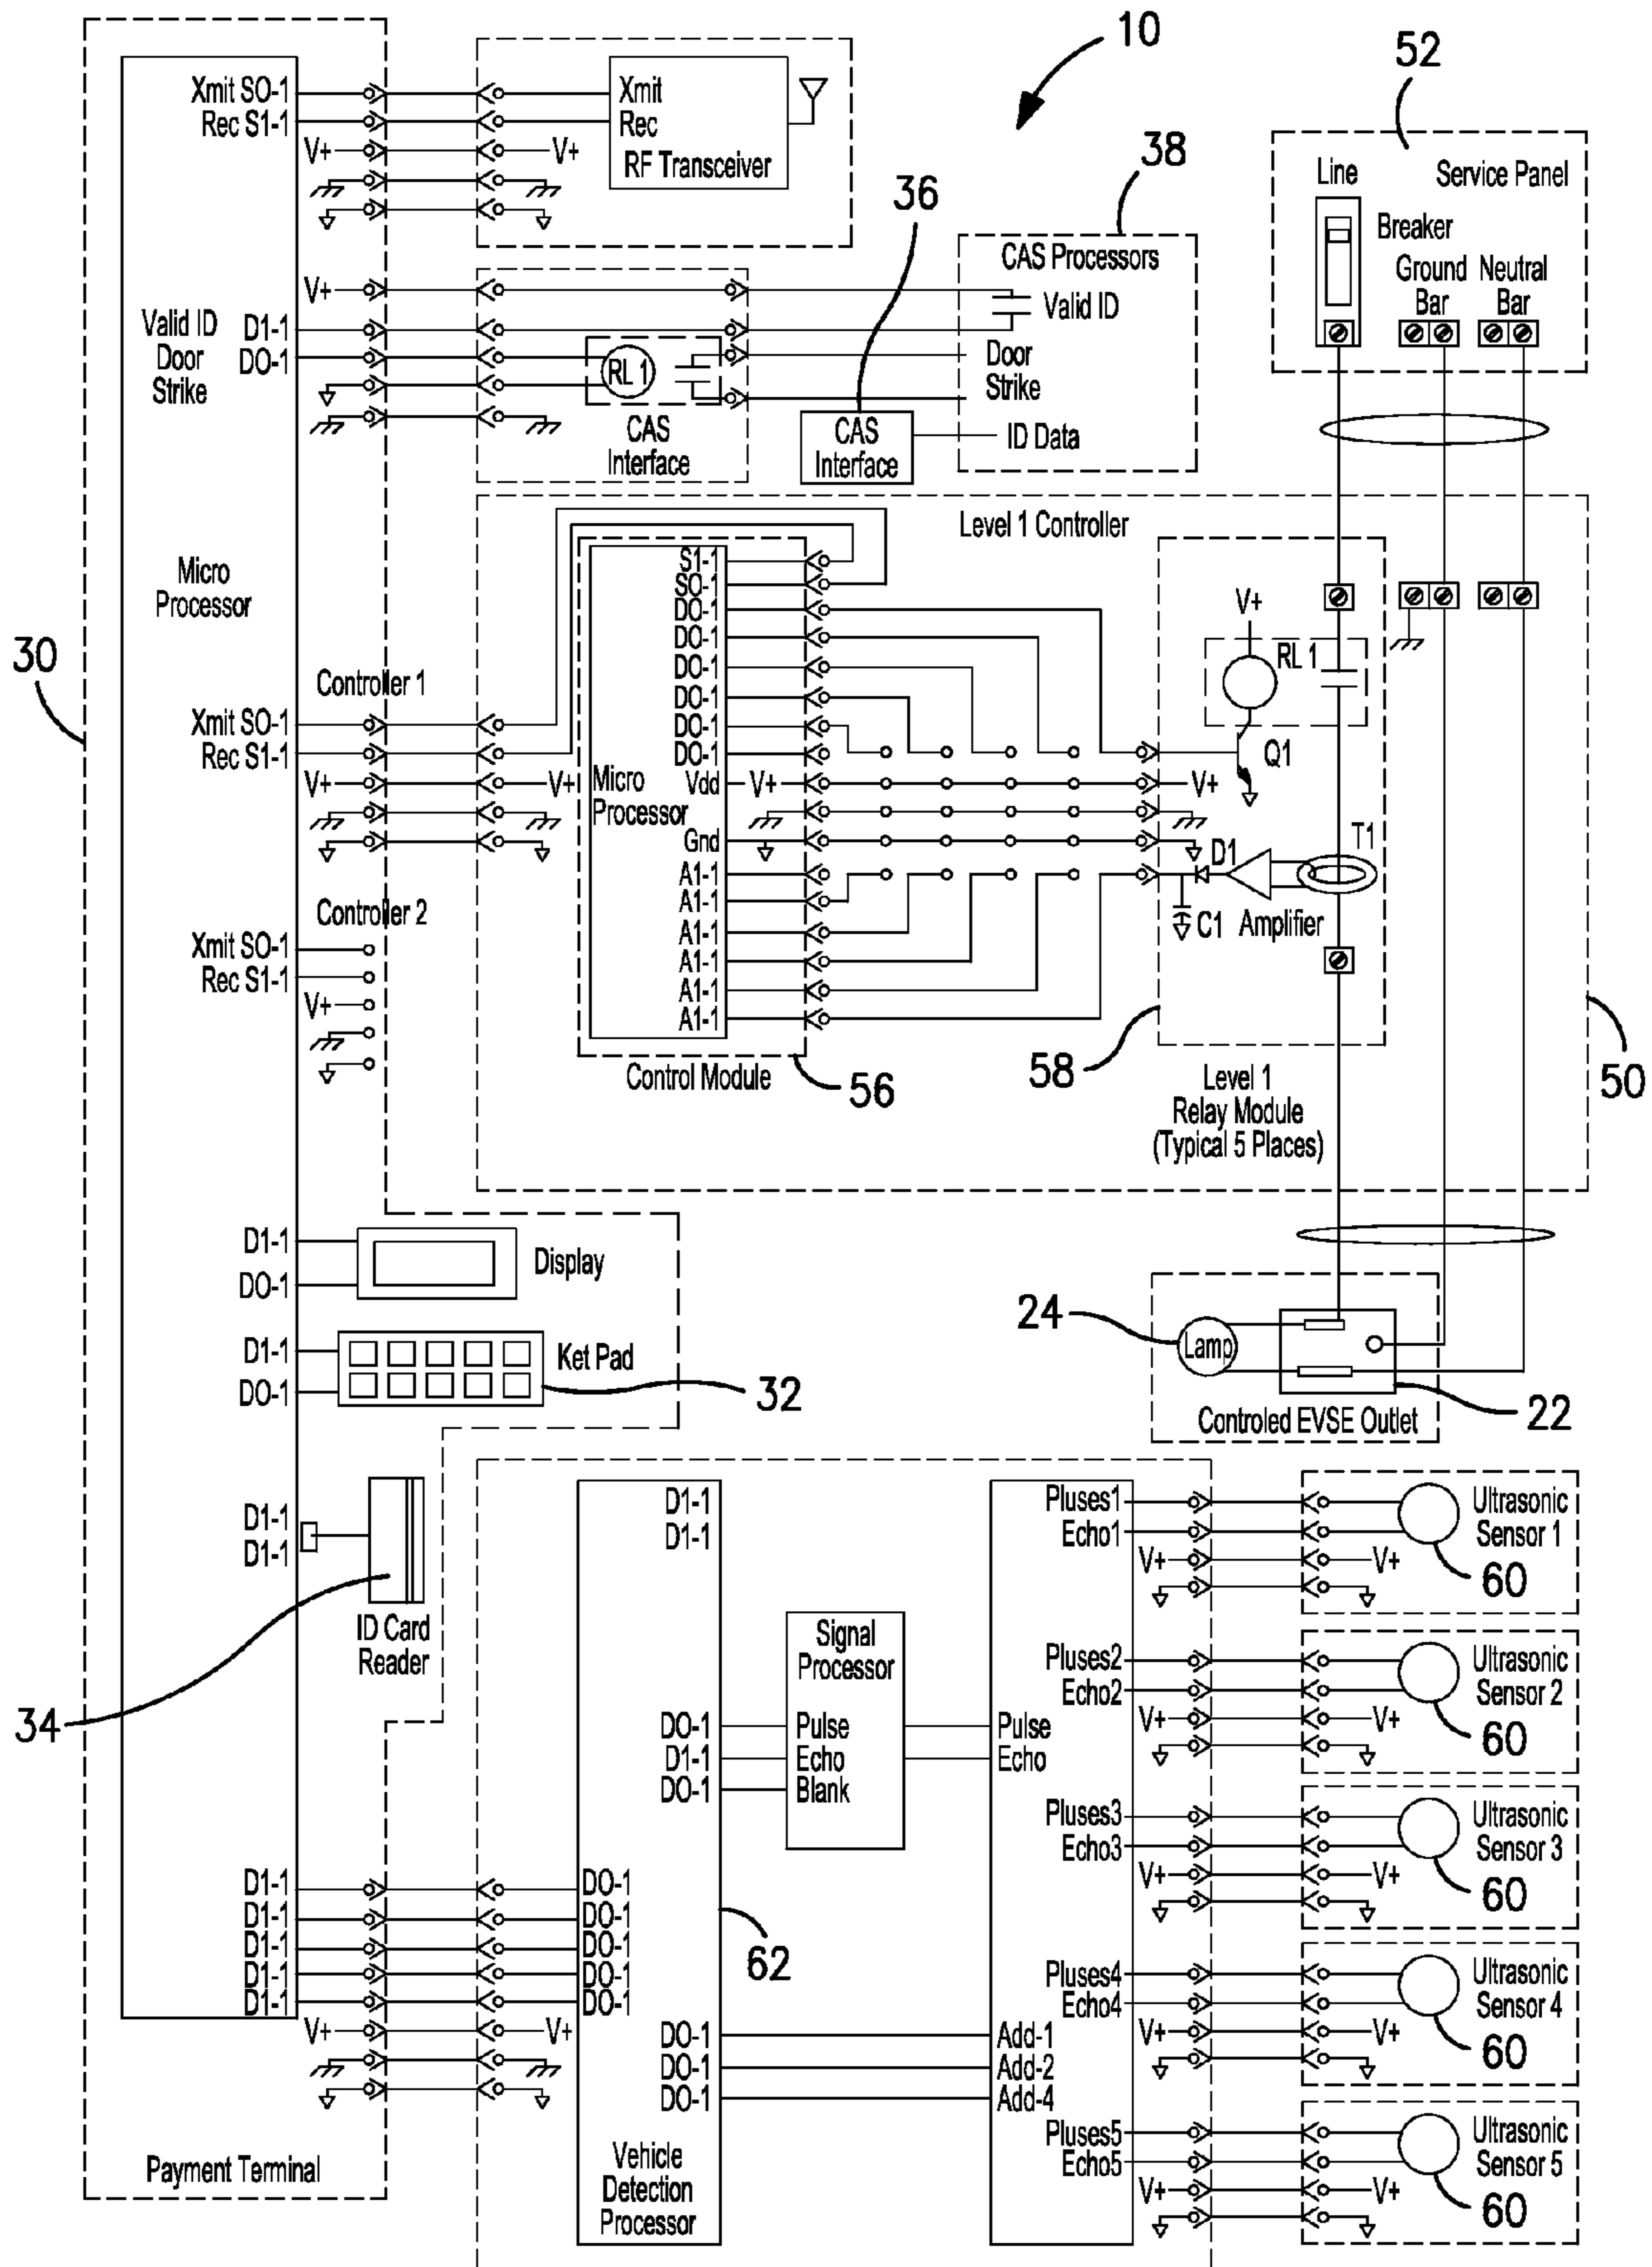 10
52
Xmit SO-1
Rec S1-1
V+
V+
Xmit
Rec
RF Transceiver
38
36
Line
Service Panel
Breaker
Ground Bar
Neutral Bar
V+
Valid ID
D1-1
Door
DO-1
Strike
RL 1
CAS
Interface
CAS Processors
Valid ID
Door
Strike
CAS
Interface
ID Data
Micro
Processor
30
Level 1 Controller
Controller 1
Xmit SO-1
Rec S1-1
V+
V+
S1-1
SO-1
DO-1
DO-1
DO-1
DO-1
DO-1
DO-1
Vdd
V+
Micro
Processor
Gnd
A1-1
A1-1
A1-1
A1-1
A1-1
A1-1
Control Module
56
V+
RL 1
Q1
V+
T1
D1
C1
Amplifier
58
50
Level 1
Relay Module
(Typical 5 Places)
Controller 2
Xmit SO-1
Rec S1-1
V+
D1-1
DO-1
Display
D1-1
DO-1
Ket Pad
32
24
Lamp
22
Controled EVSE Outlet
D1-1
D1-1
ID Card
Reader
34
D1-1
D1-1
Signal
Processor
DO-1
Pulse
Pulse
D1-1
Echo
Echo
DO-1
Blank
Pluses1
Echo1
V+
V+
Ultrasonic
Sensor 1
60
Pluses2
Echo2
V+
V+
Ultrasonic
Sensor 2
60
Pluses3
Echo3
V+
V+
Ultrasonic
Sensor 3
60
D1-1
DO-1
D1-1
DO-1
D1-1
DO-1
D1-1
DO-1
D1-1
DO-1
V+
V+
62
Pluses4
Echo4
V+
V+
Ultrasonic
Sensor 4
60
DO-1
Add-1
DO-1
Add-2
DO-1
Add-4
Pluses5
Echo5
V+
V+
Ultrasonic
Sensor 5
60
Payment Terminal
Vehicle
Detection
Processor